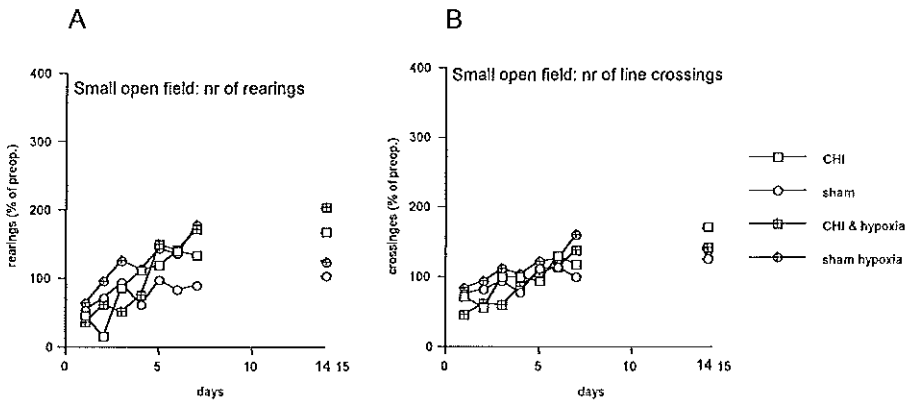 A
Small open field: nr of rearings
400
300
200
100
0
rearings (% of preop.)
0 5 10 14 15
days
B
Small open field: nr of line crossings
400
300
200
100
0
crossinges (% of preop.)
0 5 10 14 15
days
CHI
sham
CHI & hypoxia
sham hypoxia